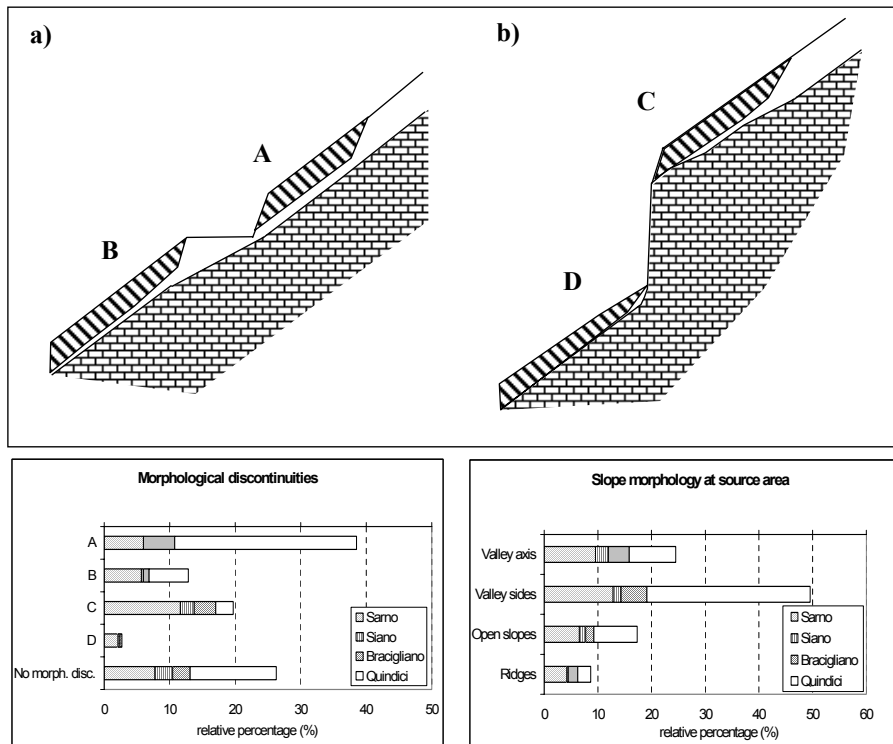 a)
b)
A
B
C
D
Morphological discontinuities
0 10 20 30 40 50
A
B
C
D
No morph. disc.
Sarno
Siano
Bracigliano
Quindici
relative percentage (%)
Slope morphology at source area
Valley axis
Valley sides
Open slopes
Ridges
Sarno
Siano
Bracigliano
Quindici
0 10 20 30 40 50 60
relative percentage (%)